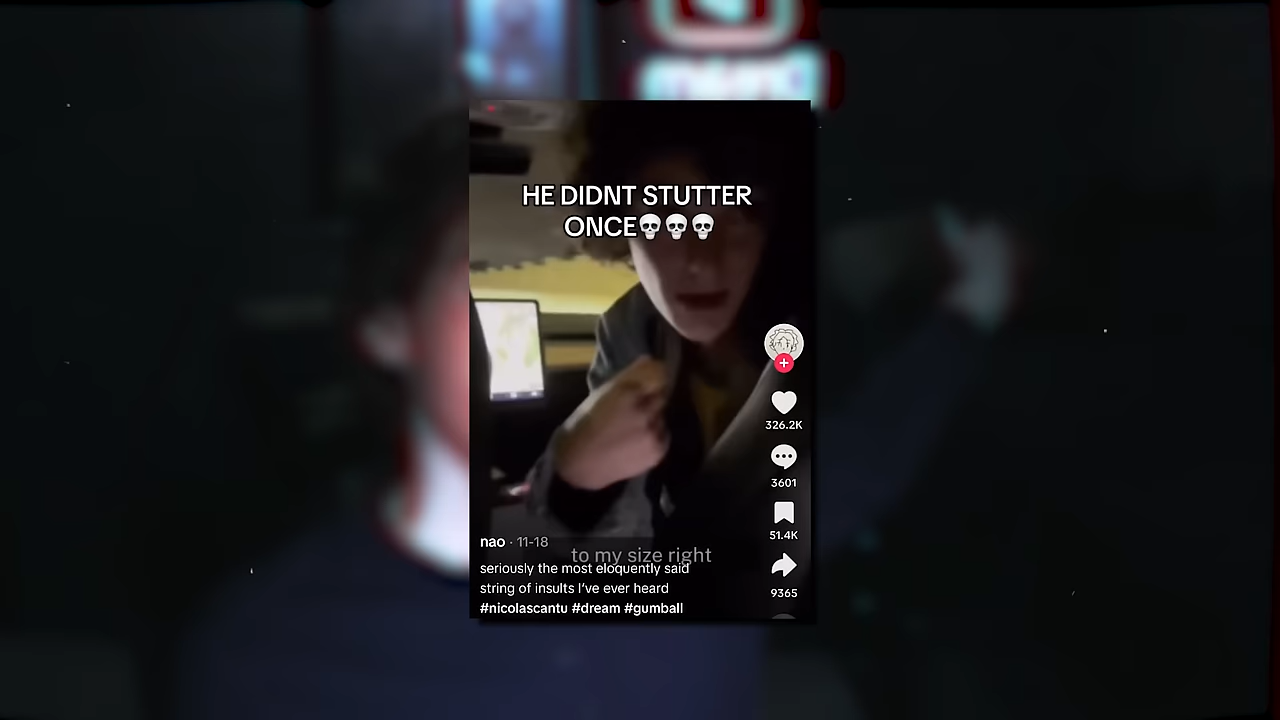 HE DIDNT STUTTER
ONCE💀💀💀
326.2K
3601
51.4K
9365
nao · 11-18
to my size right
seriously the most eloquently said
string of insults I've ever heard
#nicolascantu #dream #gumball